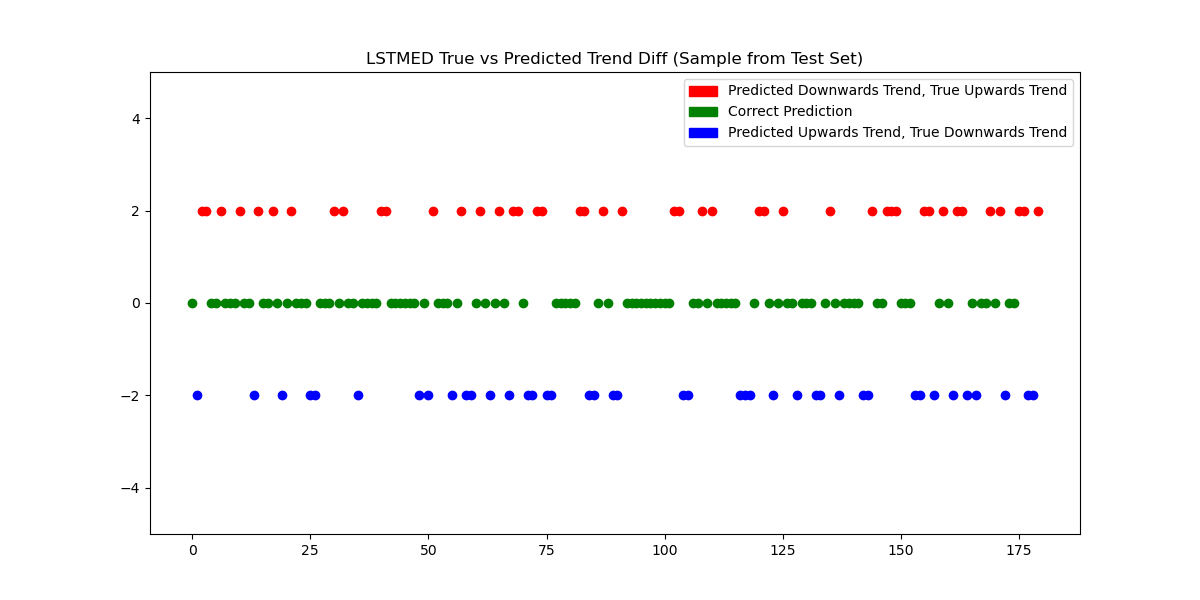 LSTMED True vs Predicted Trend Diff (Sample from Test Set)
Predicted Downwards Trend, True Upwards Trend
Correct Prediction
Predicted Upwards Trend, True Downwards Trend
4
2
0
−2
−4
0 25 50 75 100 125 150 175